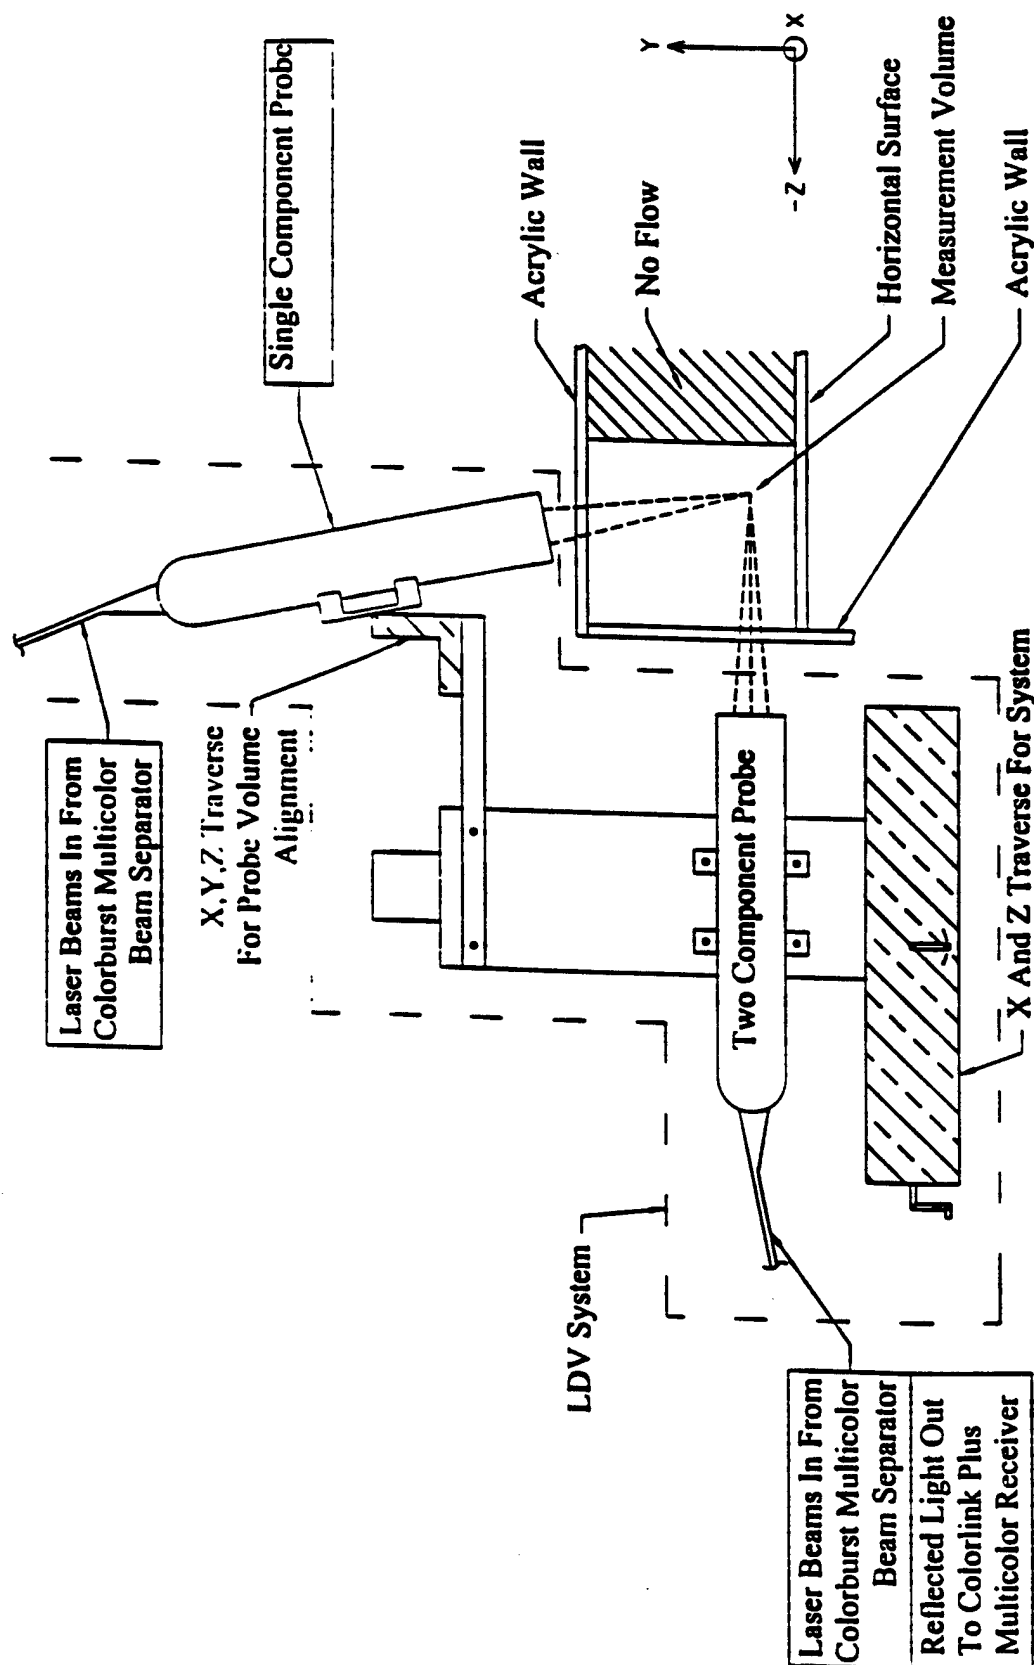 Laser Beams In From
Colorburst Multicolor
Beam Separator
X,Y,Z Traverse
For Probe Volume
Alignment
Single Component Probe
LDV System
Two Component Probe
Acrylic Wall
No Flow
Y
X
-Z
Horizontal Surface
Measurement Volume
Acrylic Wall
X And Z Traverse For System
Laser Beams In From
Colorburst Multicolor
Beam Separator
Reflected Light Out
To Colorlink Plus
Multicolor Receiver